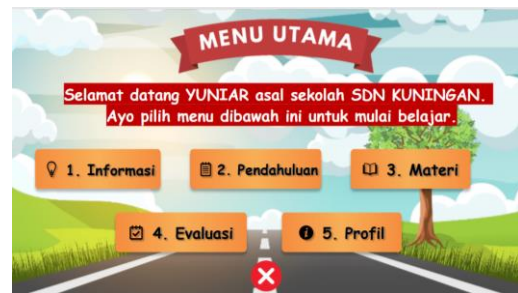 MENU UTAMA
Selamat datang YUNIAR asal sekolah SDN KUNINGAN.
Ayo pilih menu dibawah ini untuk mulai belajar.
1. Informasi
2. Pendahuluan
3. Materi
4. Evaluasi
5. Profil